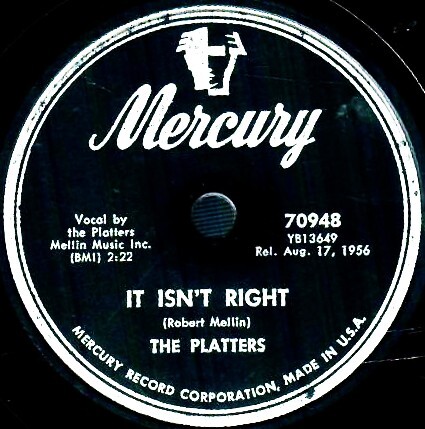 Mercury
Vocal by
the Platters
Mellin Music Inc.
(BMI) 2:22
70948
YB13649
Rel. Aug. 17, 1956
IT ISN'T RIGHT
(Robert Mellin)
THE PLATTERS
MERCURY RECORD CORPORATION, MADE IN U.S.A.